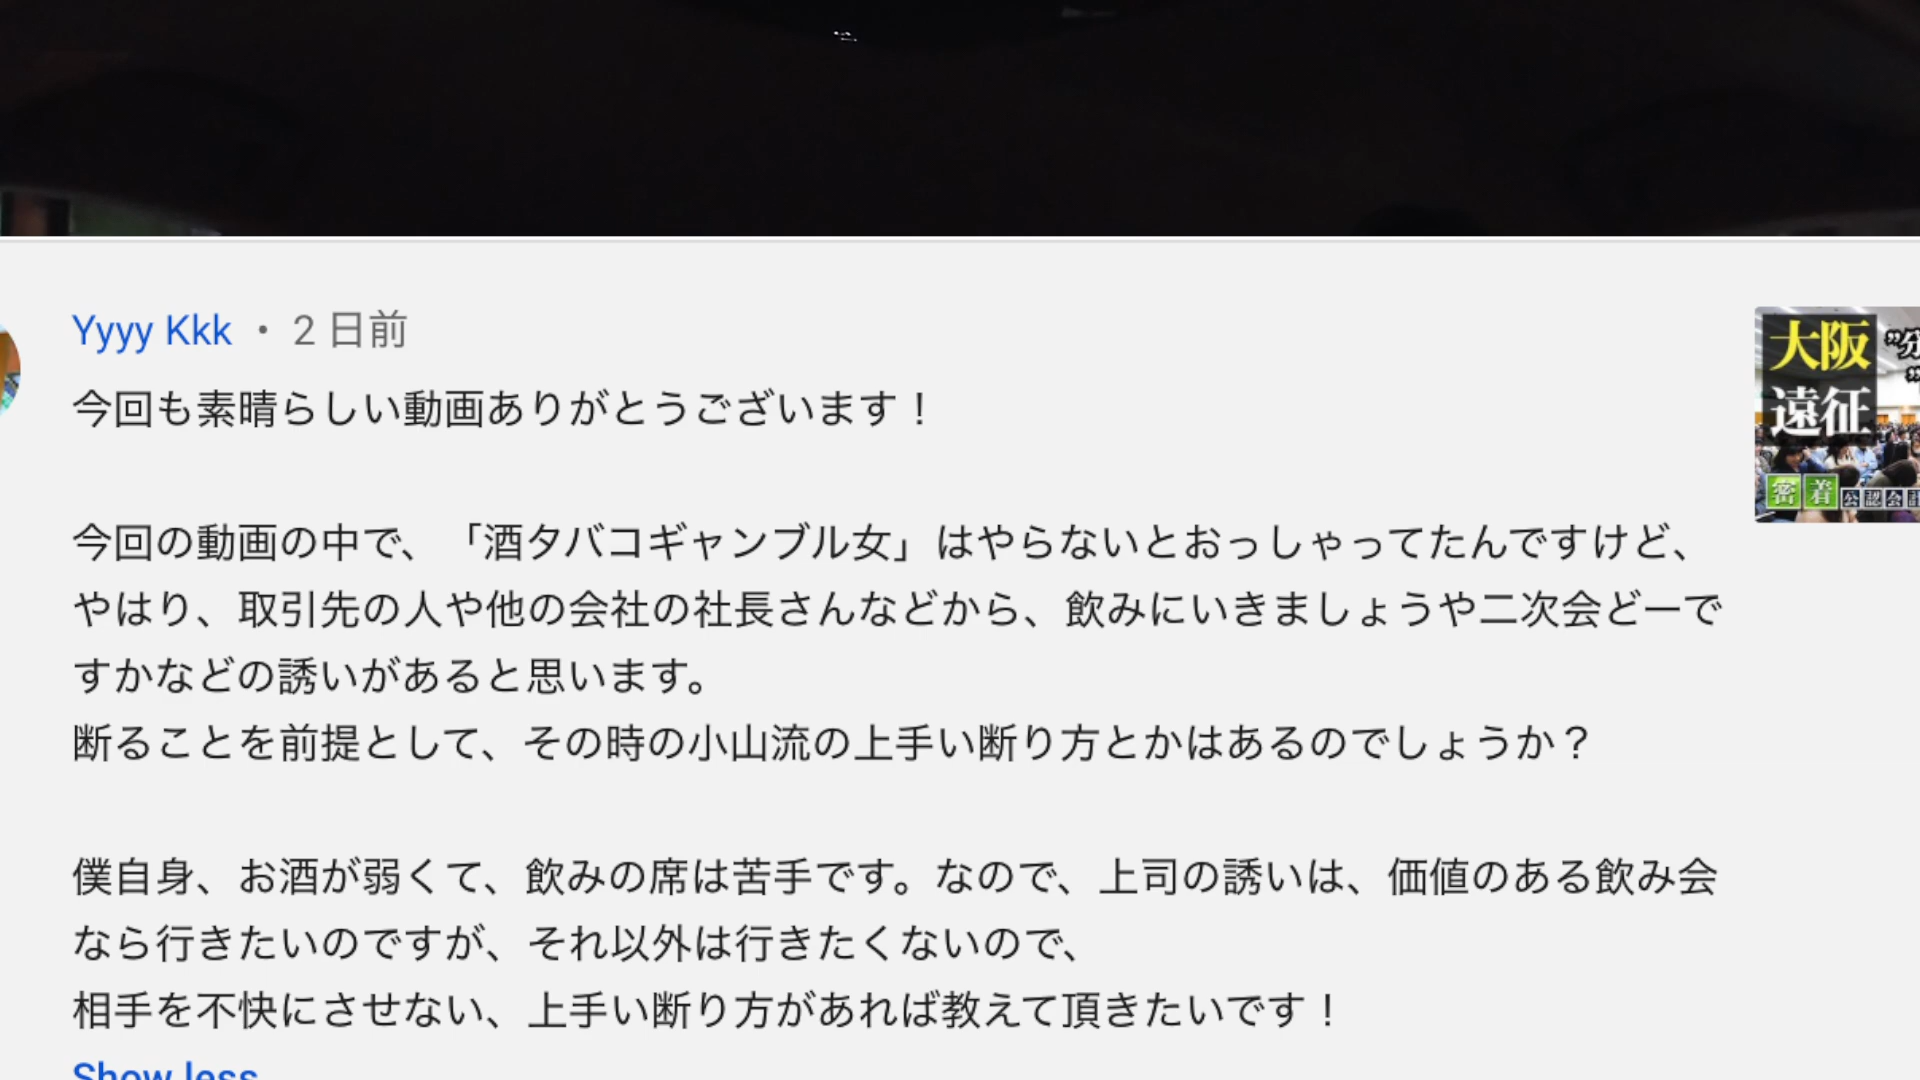 Yyyy Kkk ・ 2 日前
今回も素晴らしい動画ありがとうございます！
今回の動画の中で、「酒タバコギャンブル女」はやらないとおっしゃってたんですけど、
やはり、取引先の人や他の会社の社長さんなどから、飲みにいきましょうや二次会どーで
すかなどの誘いがあると思います。
断ることを前提として、その時の小山流の上手い断り方とかはあるのでしょうか？
僕自身、お酒が弱くて、飲みの席は苦手です。なので、上司の誘いは、価値のある飲み会
なら行きたいのですが、それ以外は行きたくないので、
相手を不快にさせない、上手い断り方があれば教えて頂きたいです！
Show less
大阪
遠征
密着
公認会計